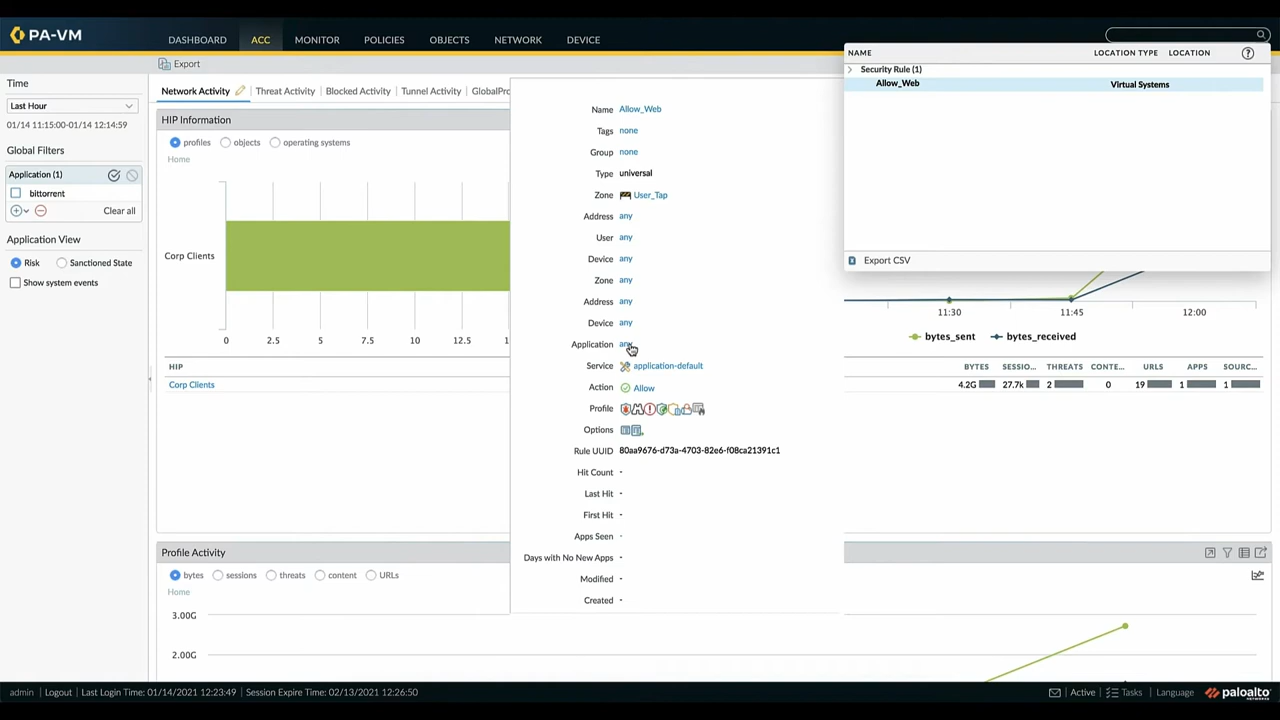 PA-VM
DASHBOARD ACC MONITOR POLICIES OBJECTS NETWORK DEVICE
Export
Time
Last Hour
01/14 11:15:00-01/14 12:14:59
Global Filters
Application (1)
bittorrent
Clear all
Application View
Risk Sanctioned State
Show system events
Network Activity Threat Activity Blocked Activity Tunnel Activity
HIP Information
profiles objects operating systems
Home
Corp Clients
0 2.5 5 7.5 10 12.5
HIP
Corp Clients
Name Allow_Web
Tags none
Group none
Type universal
Zone User_Tap
Address any
User any
Device any
Zone any
Address any
Device any
Application any
Service application-default
Action Allow
Profile
Options
Rule UUID 80aa9676-d73a-4703-82e6-f08ca21391c1
Hit Count -
Last Hit -
First Hit -
Apps Seen -
Days with No New Apps -
Modified -
Created -
NAME LOCATION TYPE LOCATION
Security Rule (1)
Allow_Web Virtual Systems
Export CSV
11:30 11:45 12:00
bytes_sent bytes_received
BYTES SESSIO... THREATS CONTE... URLS APPS SOURC...
4.2G 27.7k 2 0 19 1 1
Profile Activity
bytes sessions threats content URLs
Home
3.00G
2.00G
admin | Logout | Last Login Time: 01/14/2021 12:23:49 | Session Expire Time: 02/13/2021 12:26:50
| Active | Tasks | Language paloalto
NETWORKS